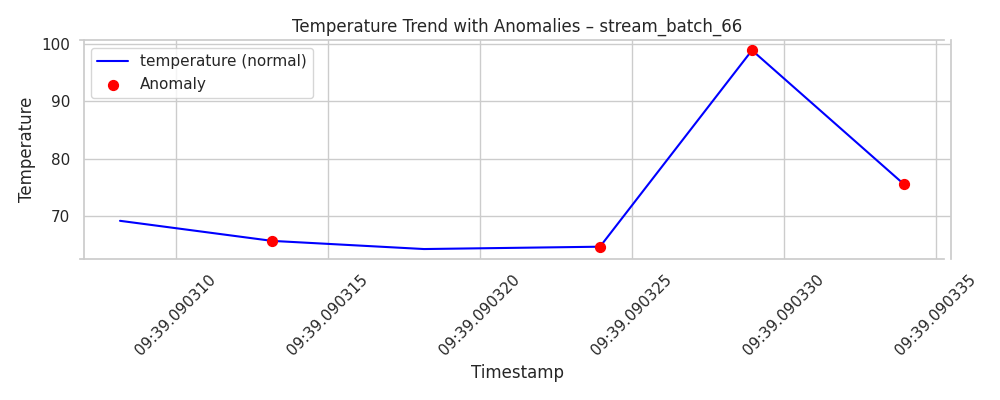 Temperature Trend with Anomalies – stream_batch_66
temperature (normal)
Anomaly
Temperature
100
90
80
70
09:39.090310
09:39.090315
09:39.090320
09:39.090325
09:39.090330
09:39.090335
Timestamp